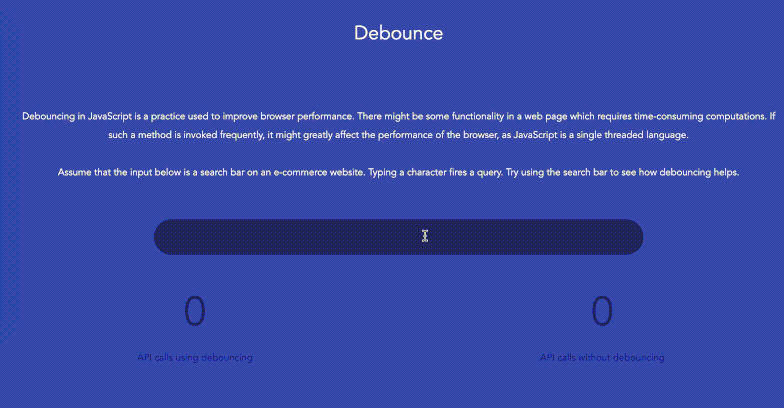 Debounce
Debouncing in JavaScript is a practice used to improve browser performance. There might be some functionality in a web page which requires time-consuming computations. If
such a method is invoked frequently, it might greatly affect the performance of the browser, as JavaScript is a single threaded language.
Assume that the input below is a search bar on an e-commerce website. Typing a character fires a query. Try using the search bar to see how debouncing helps.
0
0
API calls using debouncing
API calls without debouncing